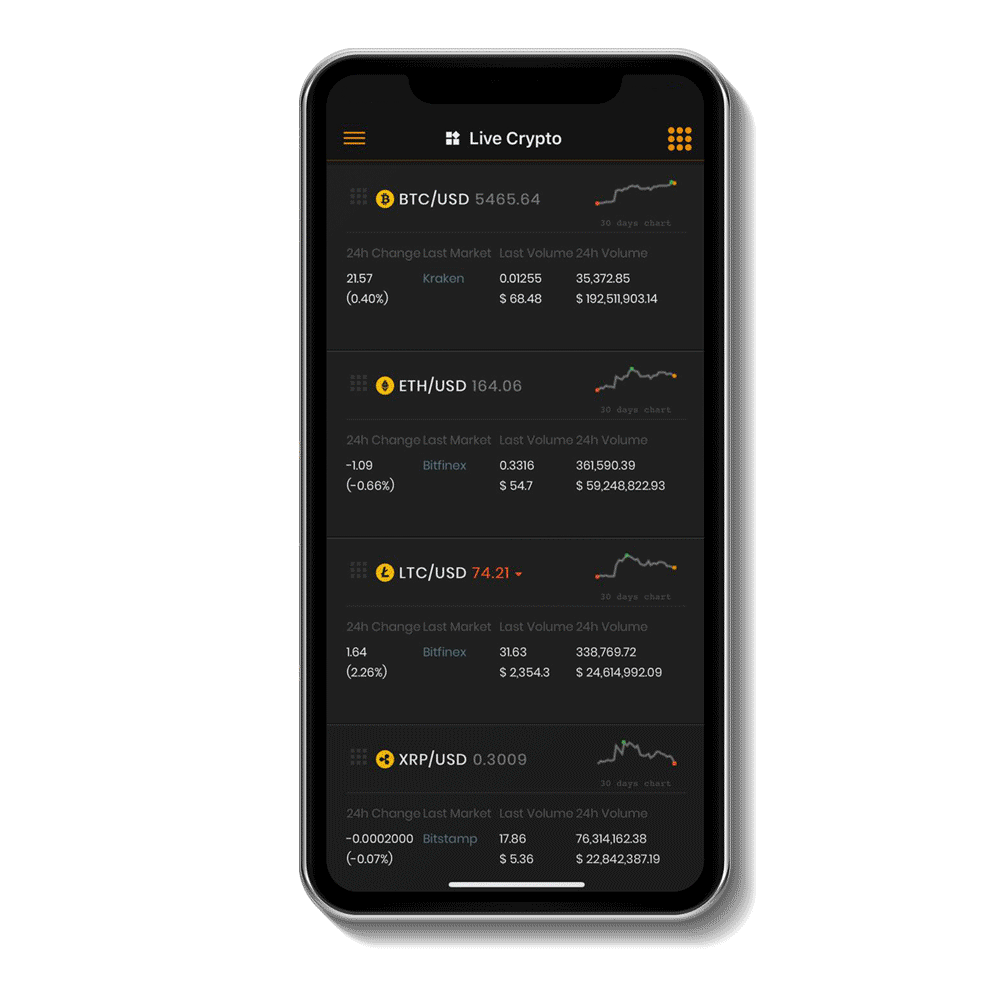 Live Crypto
BTC/USD 5465.64
30 days chart
24h Change Last Market Last Volume 24h Volume
21.57 Kraken 0.01255 35,372.85
(0.40%) $ 68.48 $ 192,511,903.14
ETH/USD 164.06
30 days chart
24h Change Last Market Last Volume 24h Volume
-1.09 Bitfinex 0.3316 361,590.39
(-0.66%) $ 54.7 $ 59,248,822.93
LTC/USD 74.21
30 days chart
24h Change Last Market Last Volume 24h Volume
1.64 Bitfinex 31.63 338,769.72
(2.26%) $ 2,354.3 $ 24,614,992.09
XRP/USD 0.3009
30 days chart
24h Change Last Market Last Volume 24h Volume
-0.0002000 Bitstamp 17.86 76,314,162.38
(-0.07%) $ 5.36 $ 22,842,387.19